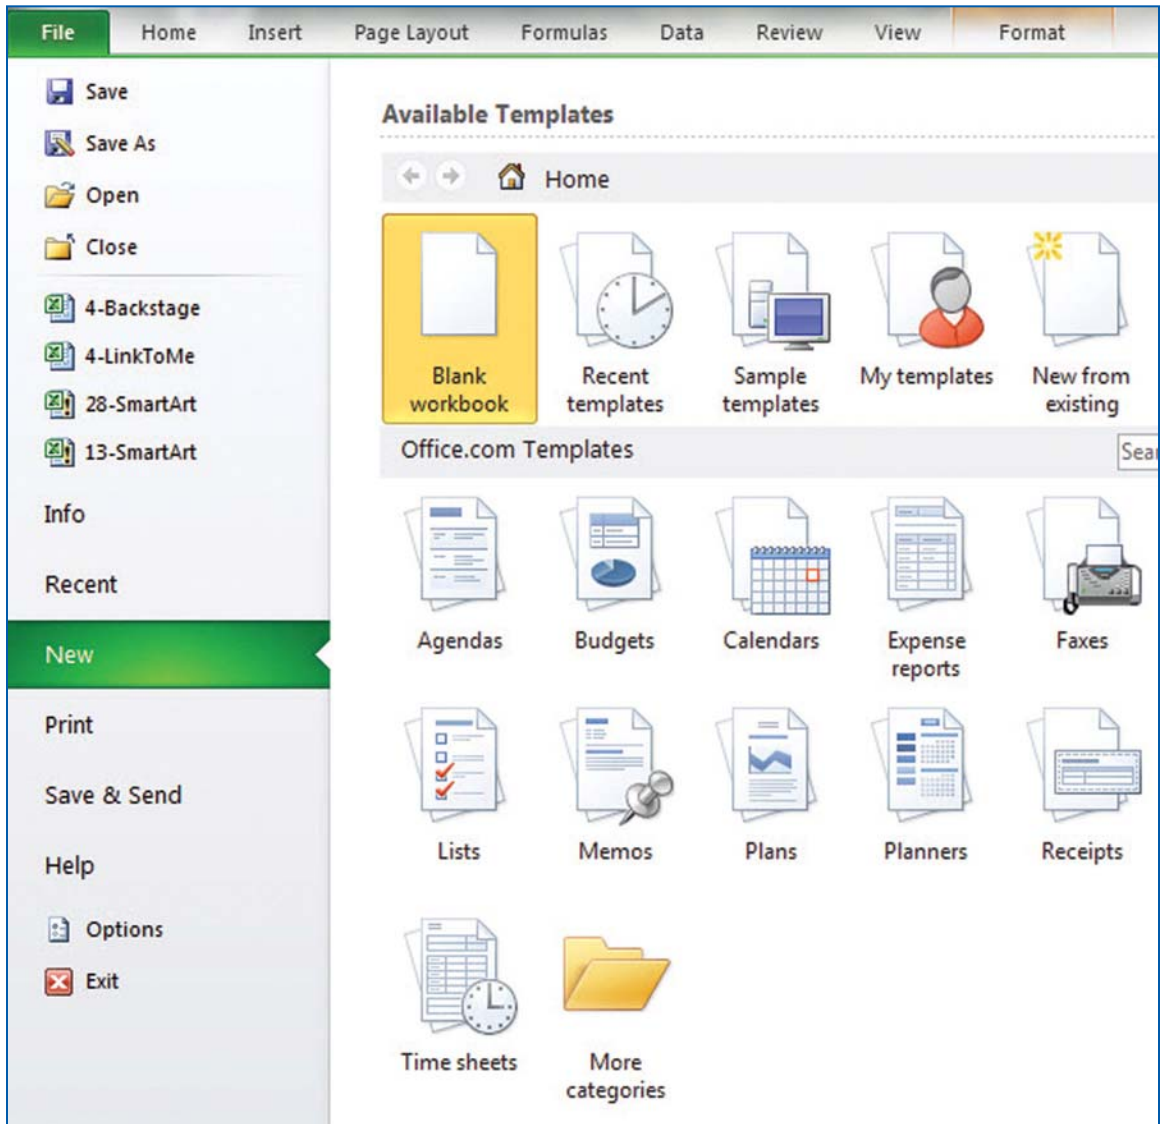 File Home Insert Page Layout Formulas Data Review View Format
Save
Save As
Open
Close
4-Backstage
4-LinkToMe
28-SmartArt
13-SmartArt
Info
Recent
New
Print
Save & Send
Help
Options
Exit
Available Templates
Home
Blank workbook
Recent templates
Sample templates
My templates
New from existing
Office.com Templates
Sear
Agendas
Budgets
Calendars
Expense reports
Faxes
Lists
Memos
Plans
Planners
Receipts
Time sheets
More categories